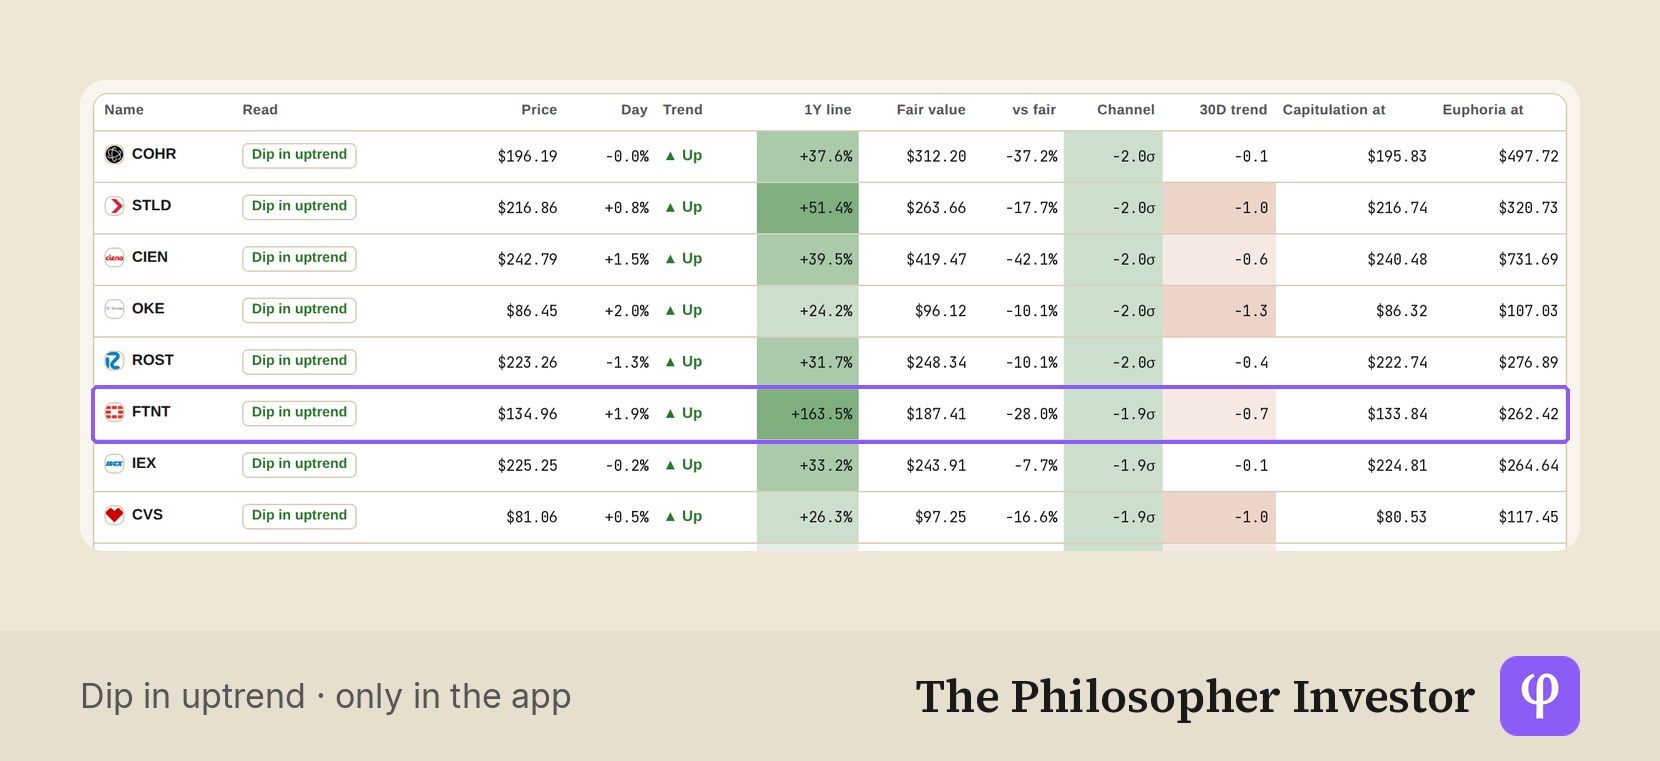 Name Read Price Day Trend 1Y line Fair value vs fair Channel 30D trend Capitulation at Euphoria at
COHR Dip in uptrend $196.19 -0.0% ▲ Up +37.6% $312.20 -37.2% -2.0σ -0.1 $195.83 $497.72
STLD Dip in uptrend $216.86 +0.8% ▲ Up +51.4% $263.66 -17.7% -2.0σ -1.0 $216.74 $320.73
ciena CIEN Dip in uptrend $242.79 +1.5% ▲ Up +39.5% $419.47 -42.1% -2.0σ -0.6 $240.48 $731.69
OKE Dip in uptrend $86.45 +2.0% ▲ Up +24.2% $96.12 -10.1% -2.0σ -1.3 $86.32 $107.03
ROST Dip in uptrend $223.26 -1.3% ▲ Up +31.7% $248.34 -10.1% -2.0σ -0.4 $222.74 $276.89
FTNT Dip in uptrend $134.96 +1.9% ▲ Up +163.5% $187.41 -28.0% -1.9σ -0.7 $133.84 $262.42
IDEX IEX Dip in uptrend $225.25 -0.2% ▲ Up +33.2% $243.91 -7.7% -1.9σ -0.1 $224.81 $264.64
CVS Dip in uptrend $81.06 +0.5% ▲ Up +26.3% $97.25 -16.6% -1.9σ -1.0 $80.53 $117.45
Dip in uptrend · only in the app
The Philosopher Investor φ